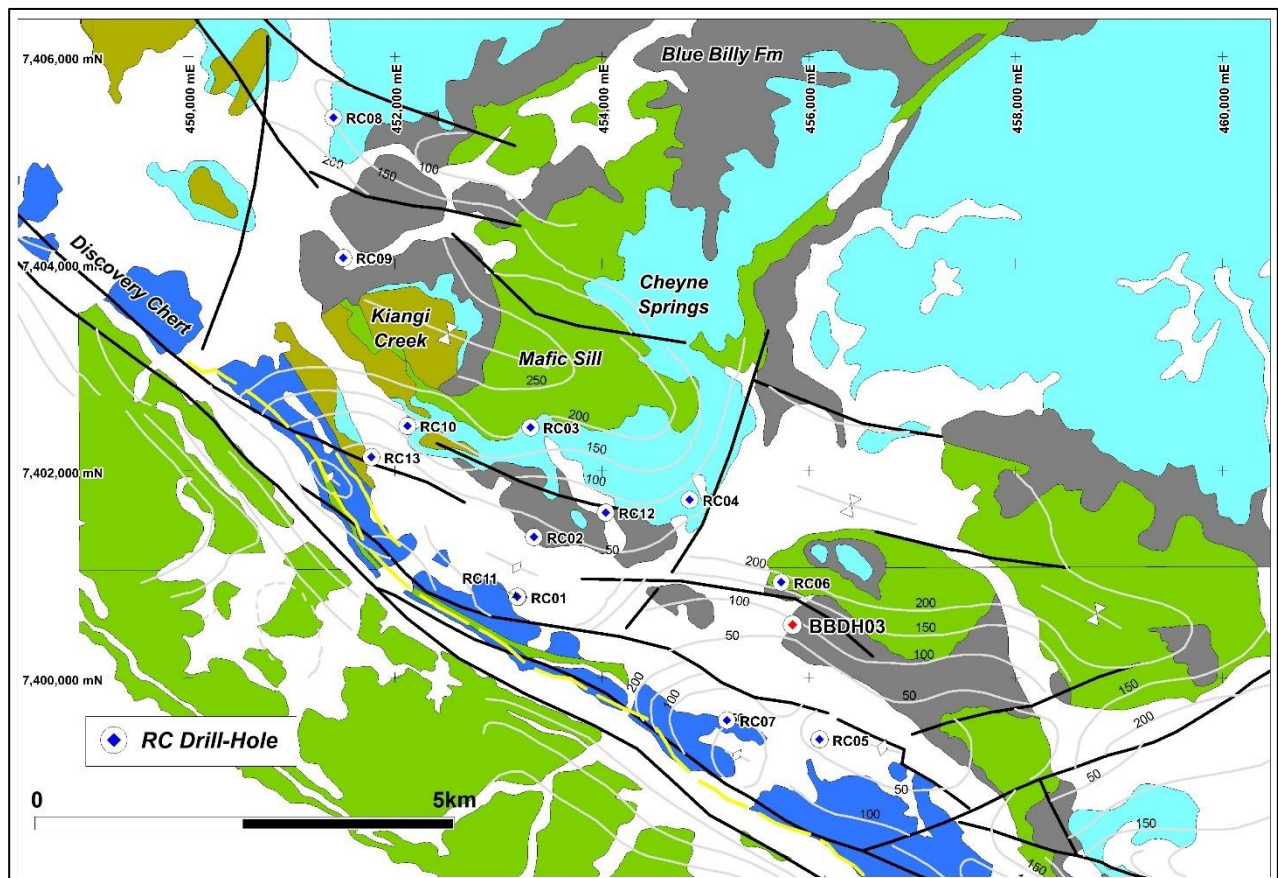 Blue Billy Fm
7,406,000 mN
450,000 mE
452,000 mE
454,000 mE
456,000 mE
458,000 mE
460,000 mE
RC08
100
200
150
7,404,000 mN
Discovery Chert
RC09
Cheyne
Springs
Kiangi
Creek
Mafic Sill
250
RC10
200
RC03
150
RC13
100
7,402,000 mN
RC04
RC12
RC02
50
200
RC11
RC01
RC06
100
200
BBDH03
150
50
100
7,400,000 mN
200
50
150
200
RC07
RC05
RC Drill-Hole
50
50
100
0
5km
150
150